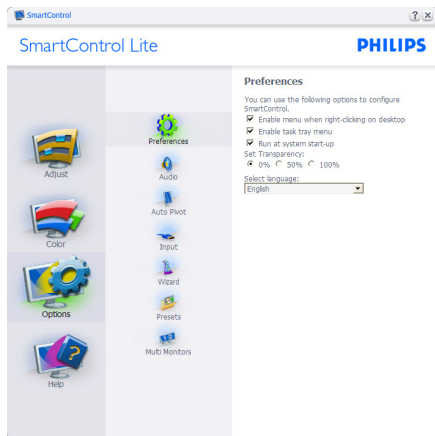 SmartControl
SmartControl Lite
PHILIPS
Adjust
Color
Options
Help
Preferences
Audio
Auto Pivot
Input
Wizard
Presets
Multi Monitors
Preferences
You can use the following options to configure
SmartControl.
Enable menu when right-clicking on desktop
Enable task tray menu
Run at system start-up
Set Transparency:
0% 50% 100%
Select language:
English